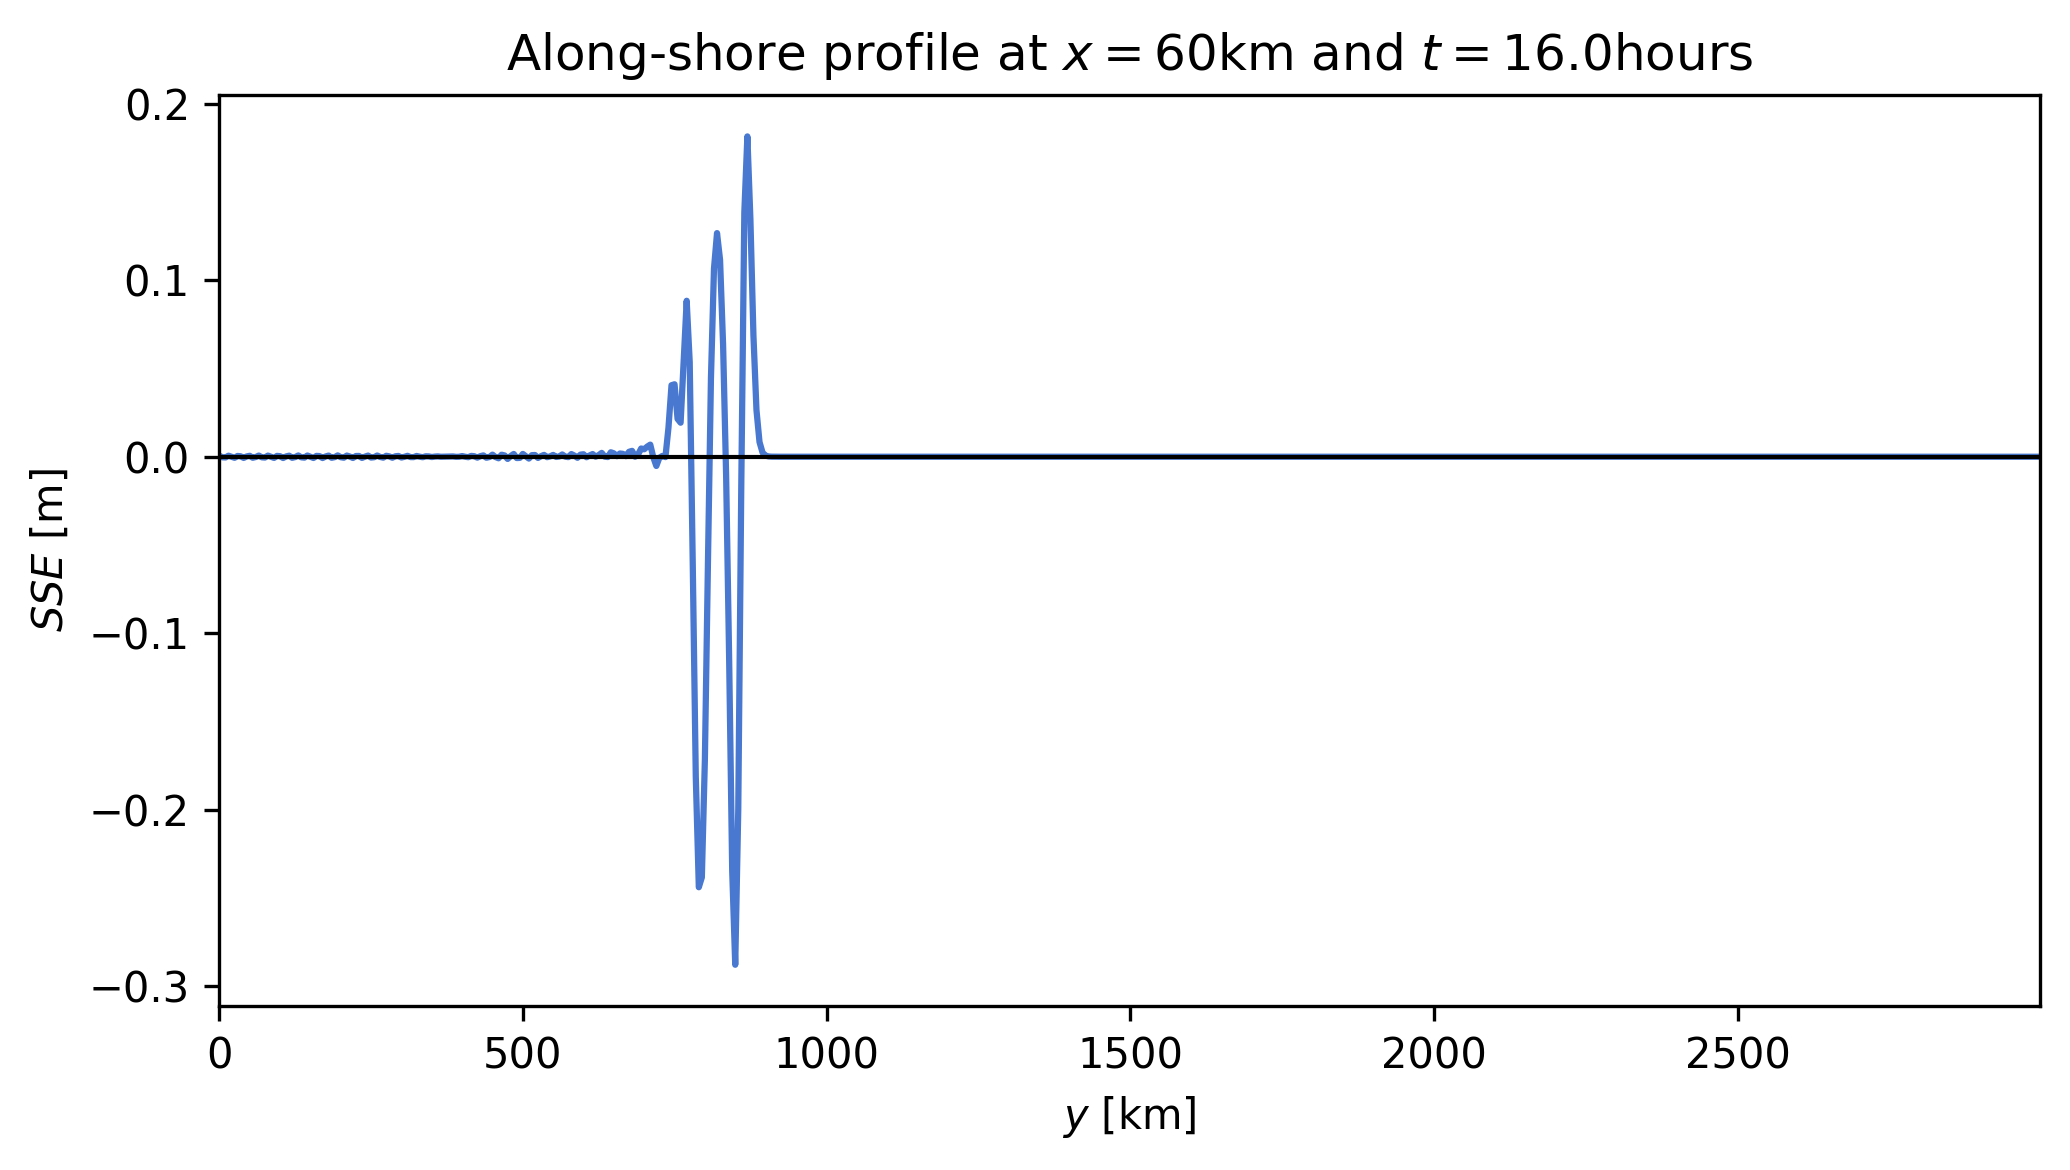 Along-shore profile at x = 60km and t = 16.0hours
0.2
0.1
0.0
−0.1
−0.2
−0.3
SSE [m]
0 500 1000 1500 2000 2500
y [km]